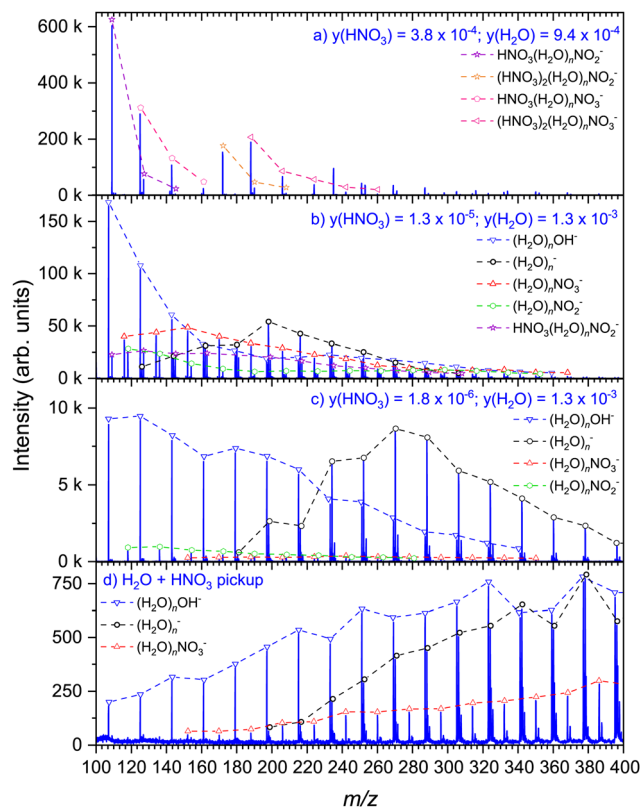 Intensity (arb. units)
600 k
400 k
200 k
0 k
a) y(HNO₃) = 3.8 x 10⁻⁴; y(H₂O) = 9.4 x 10⁻⁴
HNO₃(H₂O)ₙNO₂⁻
(HNO₃)₂(H₂O)ₙNO₂⁻
HNO₃(H₂O)ₙNO₃⁻
(HNO₃)₂(H₂O)ₙNO₃⁻
150 k
100 k
50 k
0 k
b) y(HNO₃) = 1.3 x 10⁻⁵; y(H₂O) = 1.3 x 10⁻³
(H₂O)ₙOH⁻
(H₂O)ₙ⁻
(H₂O)ₙNO₃⁻
(H₂O)ₙNO₂⁻
HNO₃(H₂O)ₙNO₂⁻
10 k
5 k
0 k
c) y(HNO₃) = 1.8 x 10⁻⁶; y(H₂O) = 1.3 x 10⁻³
(H₂O)ₙOH⁻
(H₂O)ₙ⁻
(H₂O)ₙNO₃⁻
(H₂O)ₙNO₂⁻
750
500
250
0
d) H₂O + HNO₃ pickup
(H₂O)ₙOH⁻
(H₂O)ₙ⁻
(H₂O)ₙNO₃⁻
100 120 140 160 180 200 220 240 260 280 300 320 340 360 380 400
m/z